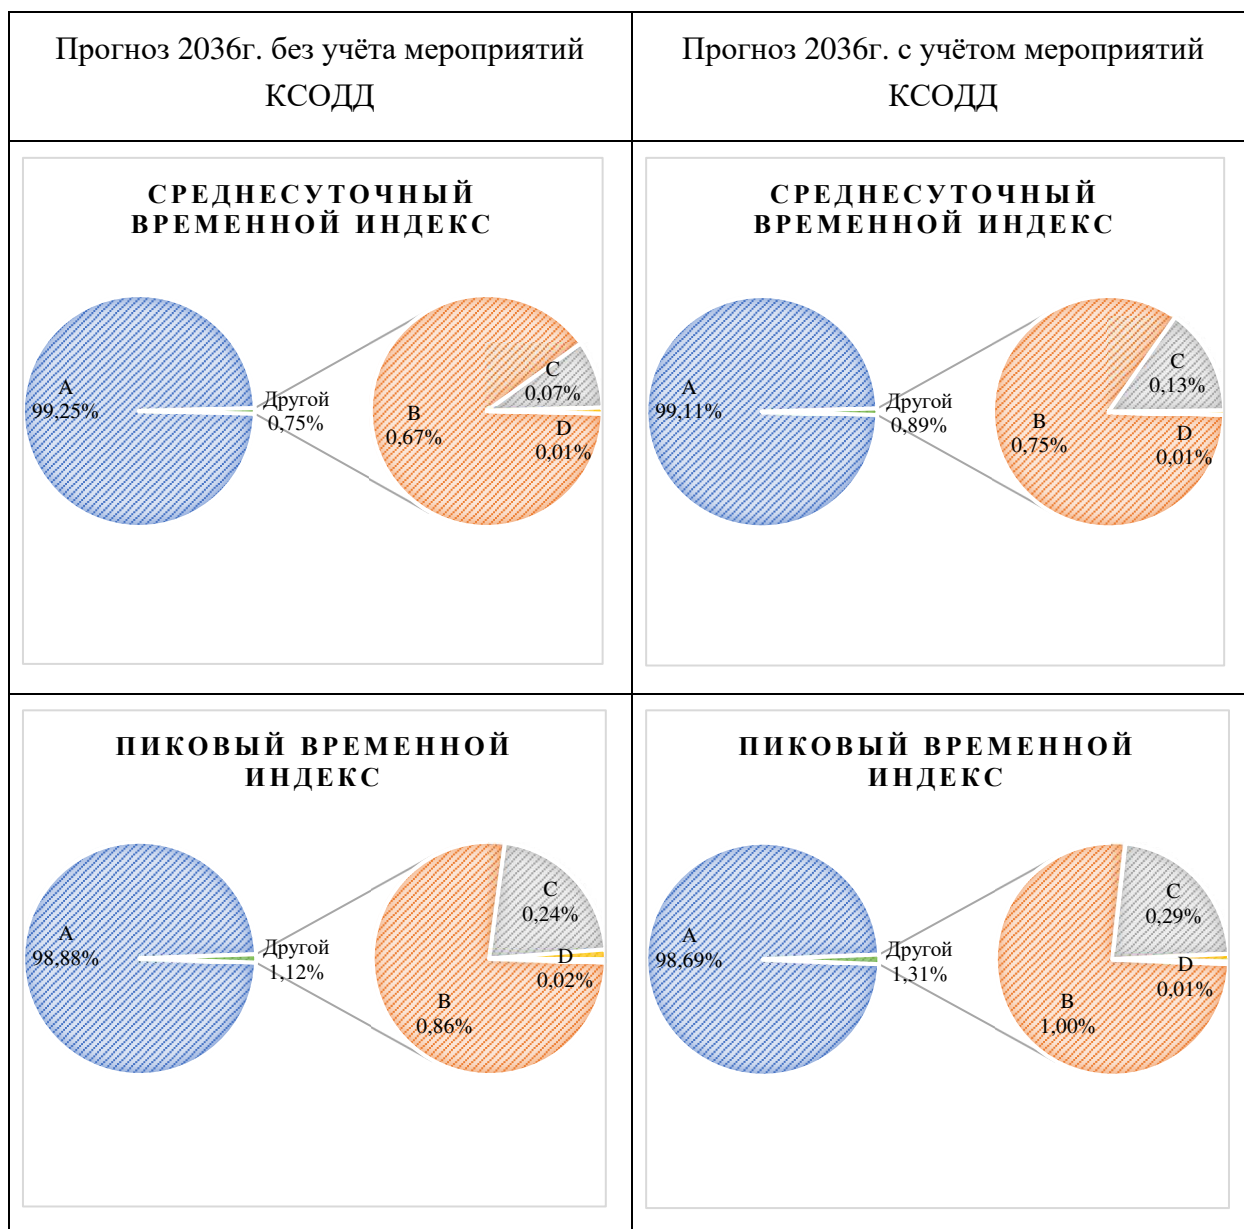 Прогноз 2036г. без учёта мероприятий
КСОДД
Прогноз 2036г. с учётом мероприятий
КСОДД
СРЕДНЕСУТОЧНЫЙ
ВРЕМЕННОЙ ИНДЕКС
A
99,25%
Другой
0,75%
B
0,67%
C
0,07%
D
0,01%
СРЕДНЕСУТОЧНЫЙ
ВРЕМЕННОЙ ИНДЕКС
A
99,11%
Другой
0,89%
B
0,75%
C
0,13%
D
0,01%
ПИКОВЫЙ ВРЕМЕННОЙ
ИНДЕКС
A
98,88%
Другой
1,12%
B
0,86%
C
0,24%
D
0,02%
ПИКОВЫЙ ВРЕМЕННОЙ
ИНДЕКС
A
98,69%
Другой
1,31%
B
1,00%
C
0,29%
D
0,01%